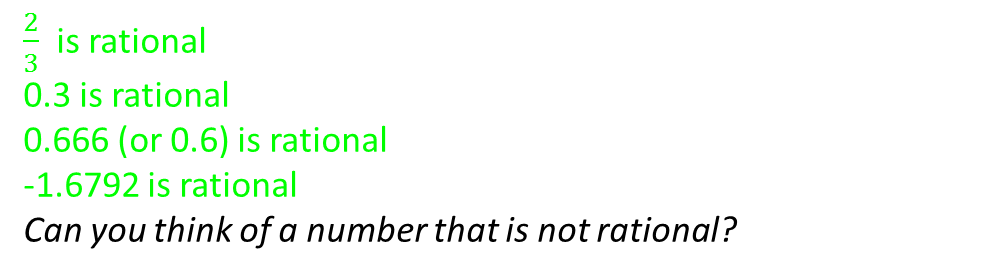 2/3 is rational
0.3 is rational
0.666 (or 0.6) is rational
-1.6792 is rational
Can you think of a number that is not rational?